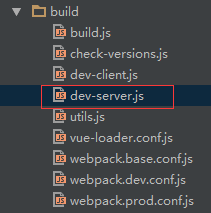 build
build.js
check-versions.js
dev-client.js
dev-server.js
utils.js
vue-loader.conf.js
webpack.base.conf.js
webpack.dev.conf.js
webpack.prod.conf.js